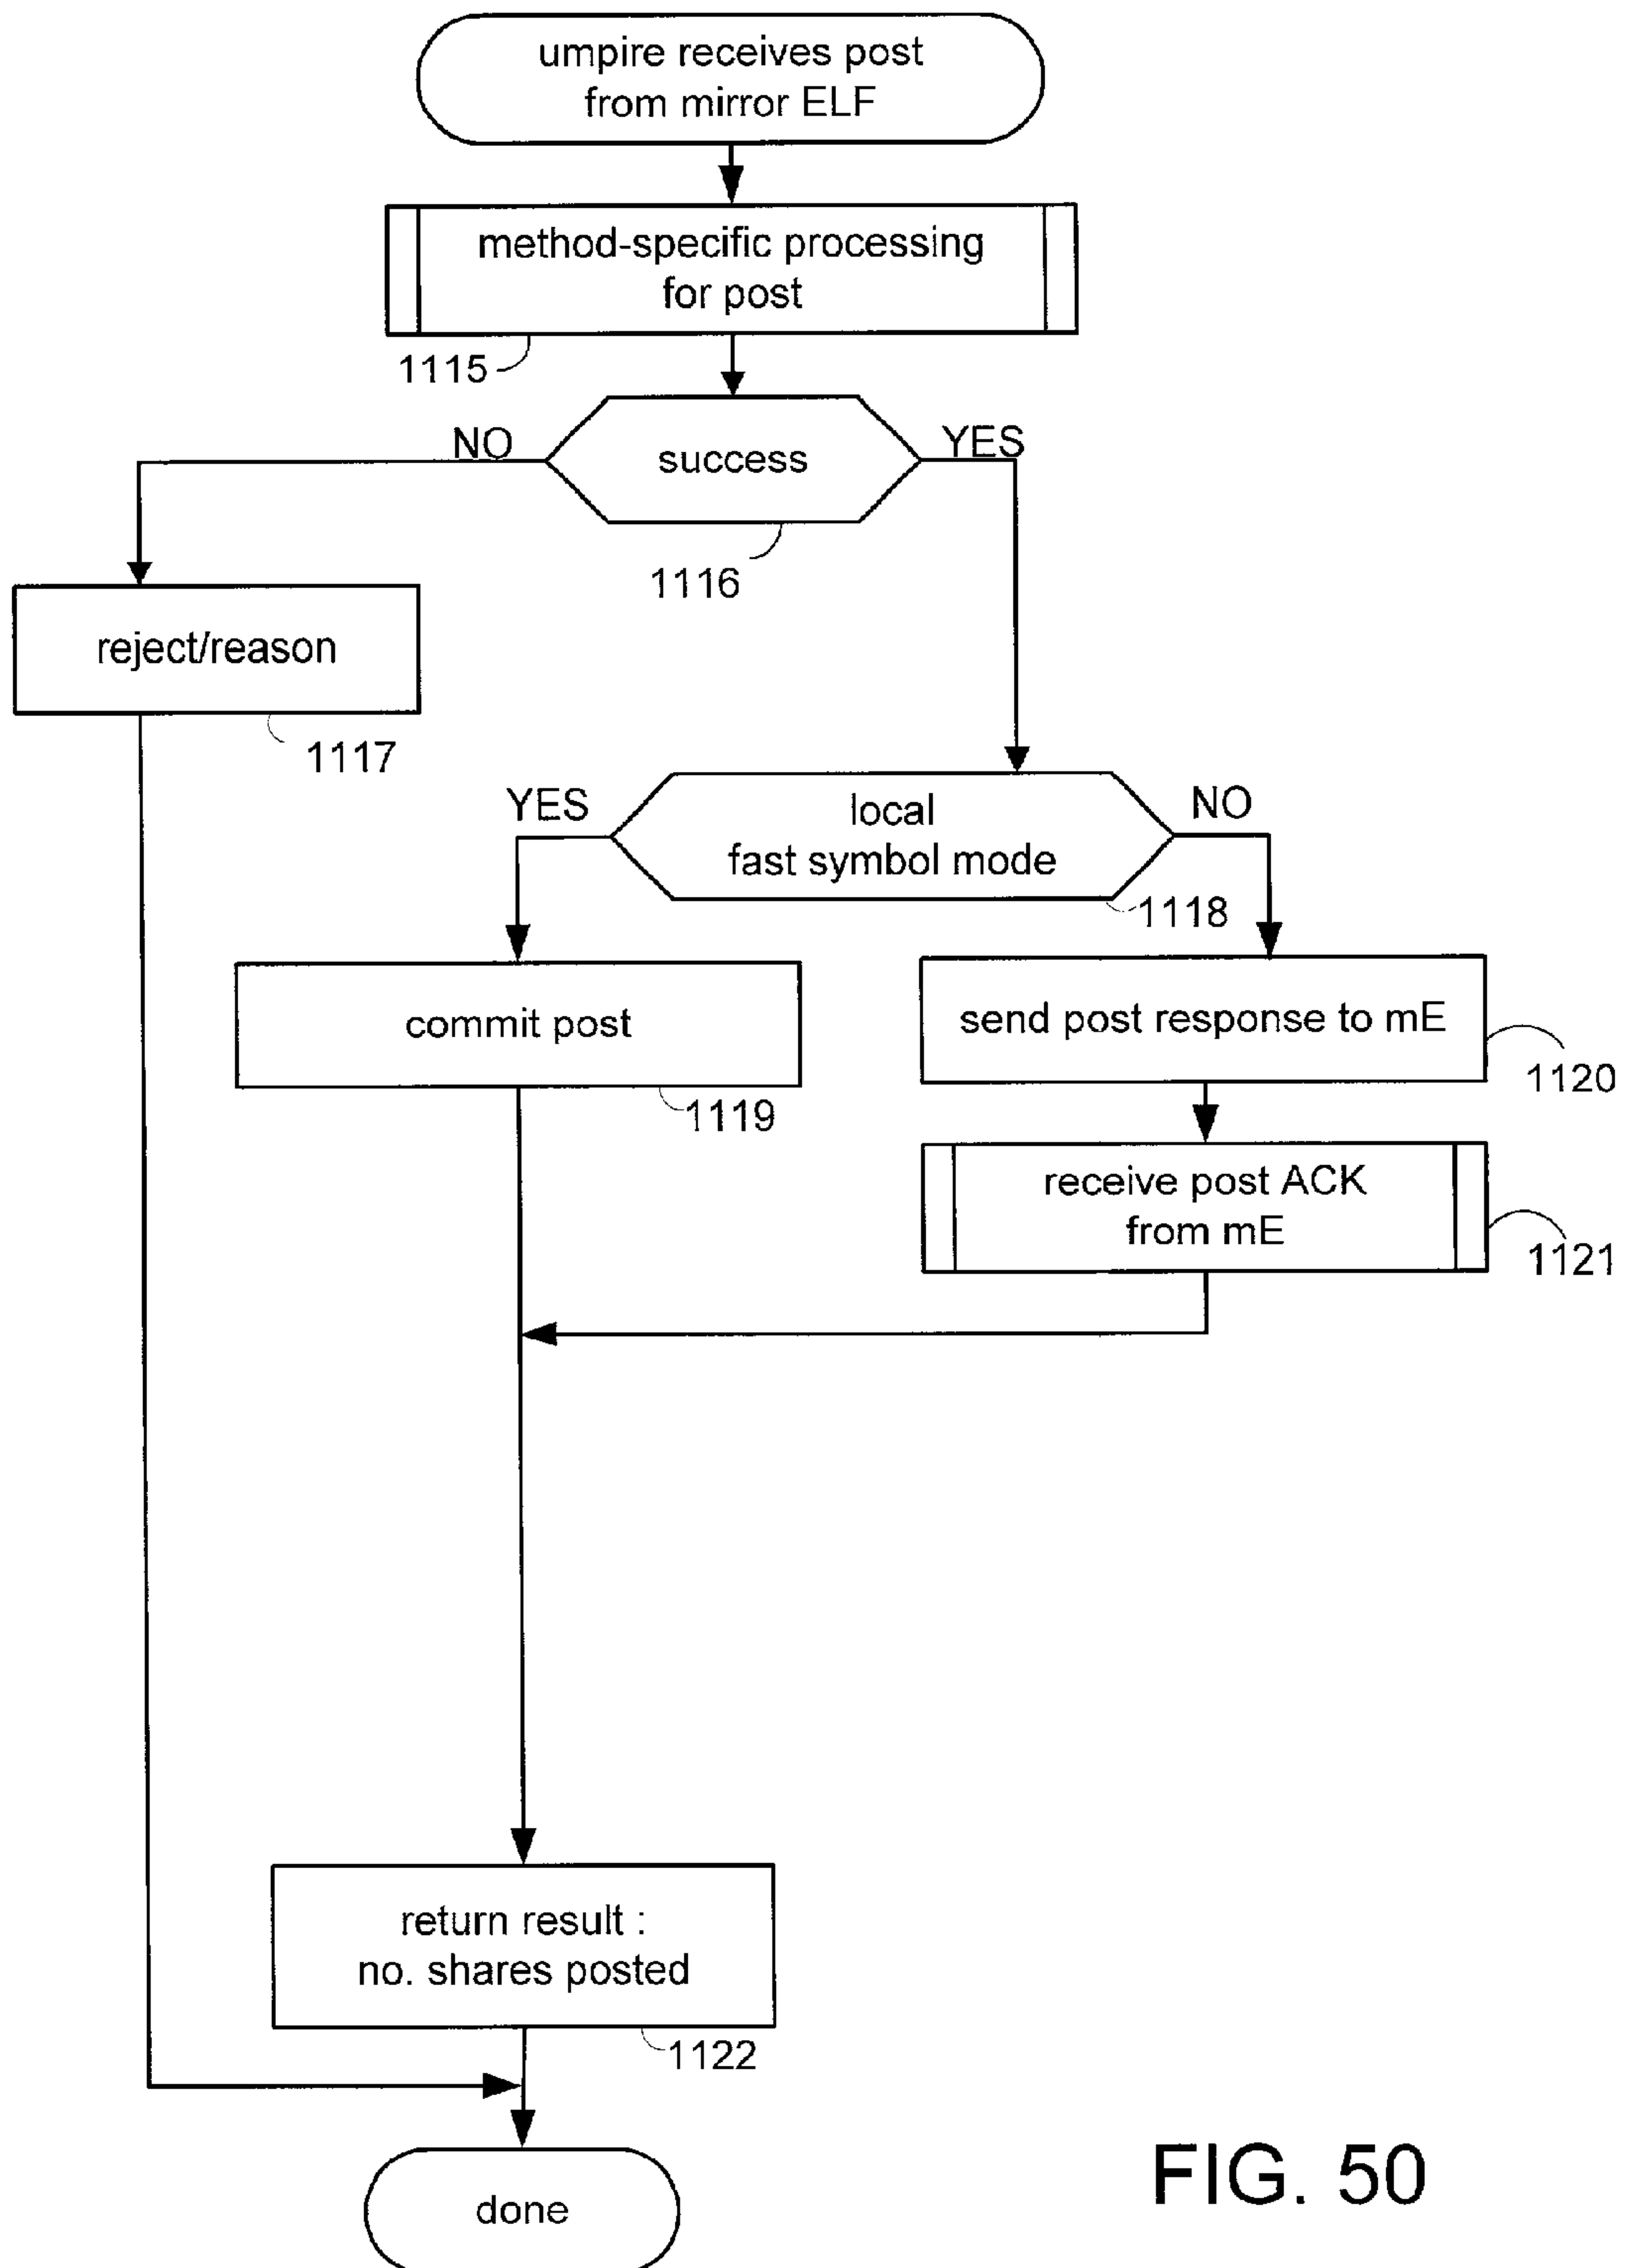 umpire receives post
from mirror ELF
method-specific processing
for post
1115
NO
YES
success
1116
reject/reason
1117
YES
NO
local
fast symbol mode
1118
commit post
send post response to mE
1119
1120
receive post ACK
from mE
1121
return result :
no. shares posted
1122
done
FIG. 50